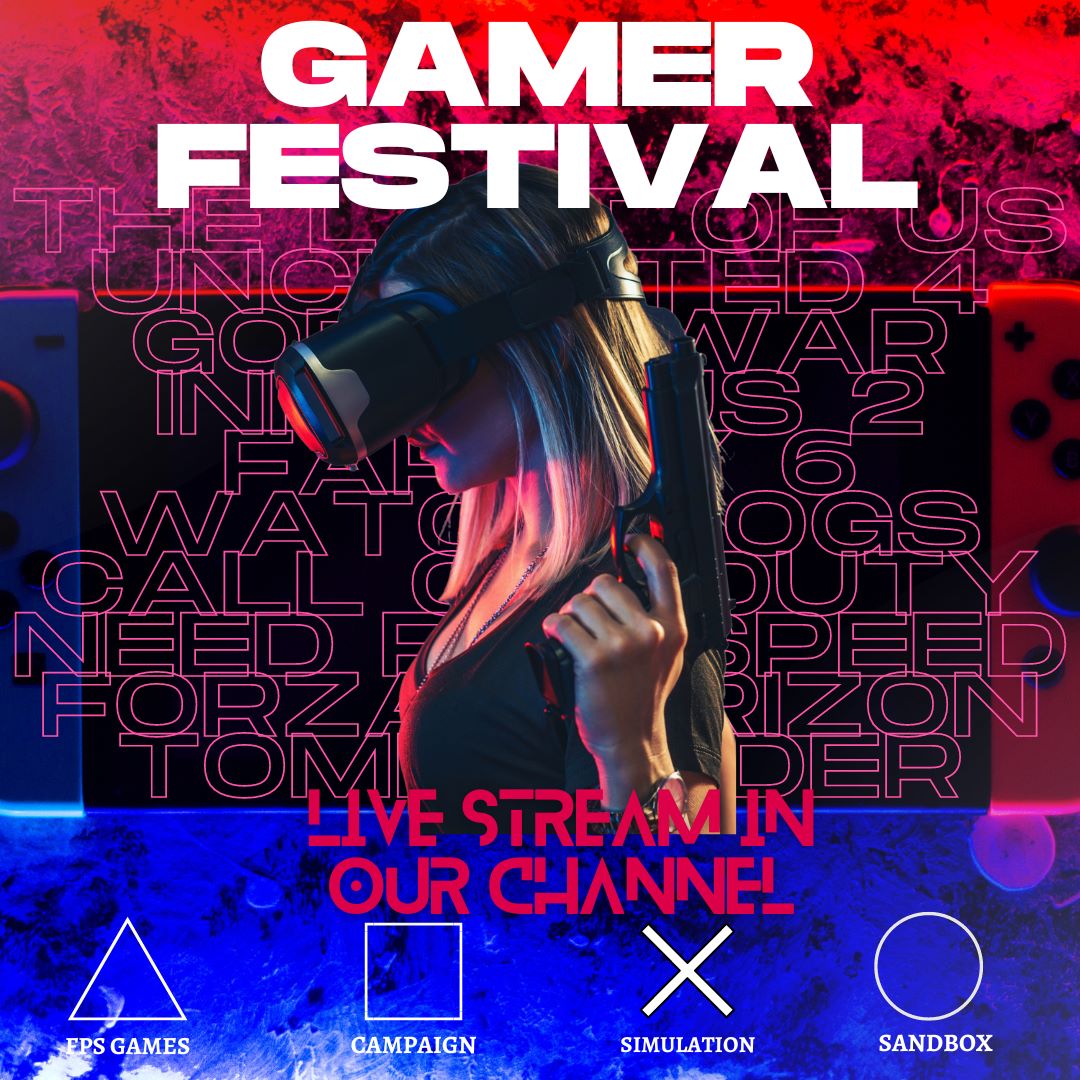 GAMER
FESTIVAL
THE OF US
4
WAR
2
6
CALL DUTY
NEED SPEED
FORZA
X
Y
B
LIVE STREAM IN
OUR CHANNEL
FPS GAMES
CAMPAIGN
SIMULATION
SANDBOX